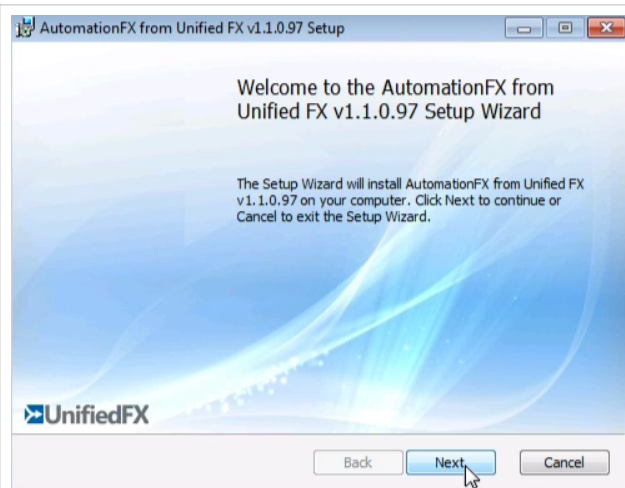 AutomationFX from Unified FX v1.1.0.97 Setup
Welcome to the AutomationFX from
Unified FX v1.1.0.97 Setup Wizard
The Setup Wizard will install AutomationFX from Unified FX
v1.1.0.97 on your computer. Click Next to continue or
Cancel to exit the Setup Wizard.
UnifiedFX
Back Next Cancel